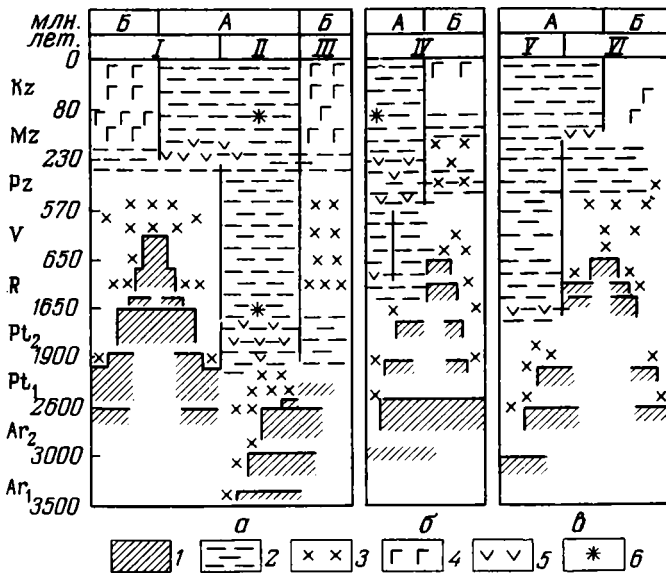 млн. лет.
Б А Б А Б А Б
I II III IV V VI
0
Kz
80
Mz
230
Pz
570
V
650
R
1650
Pt2
1900
Pt1
2600
Ar2
3000
Ar1
3500
а б в
1 2 3 4 5 6